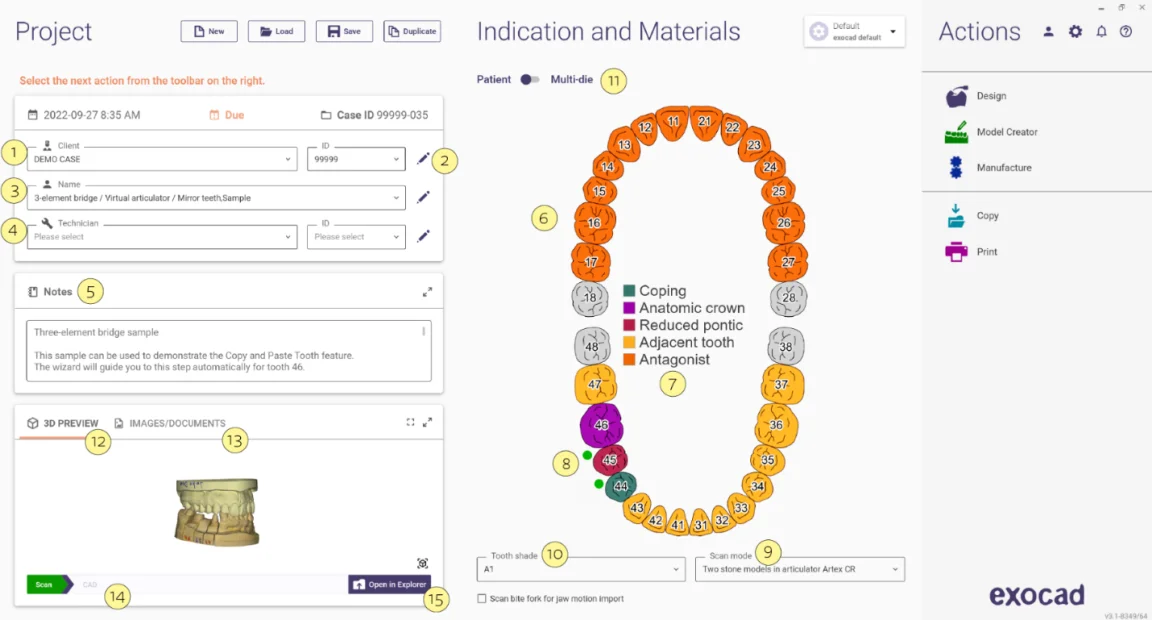 Project
New
Load
Save
Duplicate
Select the next action from the toolbar on the right.
2022-09-27 8:35 AM
Due
Case ID 99999-035
1
Client
DEMO CASE
ID
99999
2
3
Name
3-element bridge / Virtual articulator / Mirror teeth,Sample
4
Technician
Please select
ID
Please select
Notes
5
Three-element bridge sample
This sample can be used to demonstrate the Copy and Paste Tooth feature.
The wizard will guide you to this step automatically for tooth 46.
3D PREVIEW
12
IMAGES/DOCUMENTS
13
Scan
CAD
14
Open in Explorer
15
Indication and Materials
Default
exocad default
Patient
Multi-die
11
11
21
12
22
13
23
14
24
15
25
6
16
26
17
27
18
28
Coping
Anatomic crown
Reduced pontic
Adjacent tooth
Antagonist
7
48
38
47
37
46
36
8
45
35
44
34
43
33
42
32
41
31
Tooth shade
10
A1
Scan mode
9
Two stone models in articulator Artex CR
Scan bite fork for jaw motion import
Actions
Design
Model Creator
Manufacture
Copy
Print
exocad
v3.1-8349/64